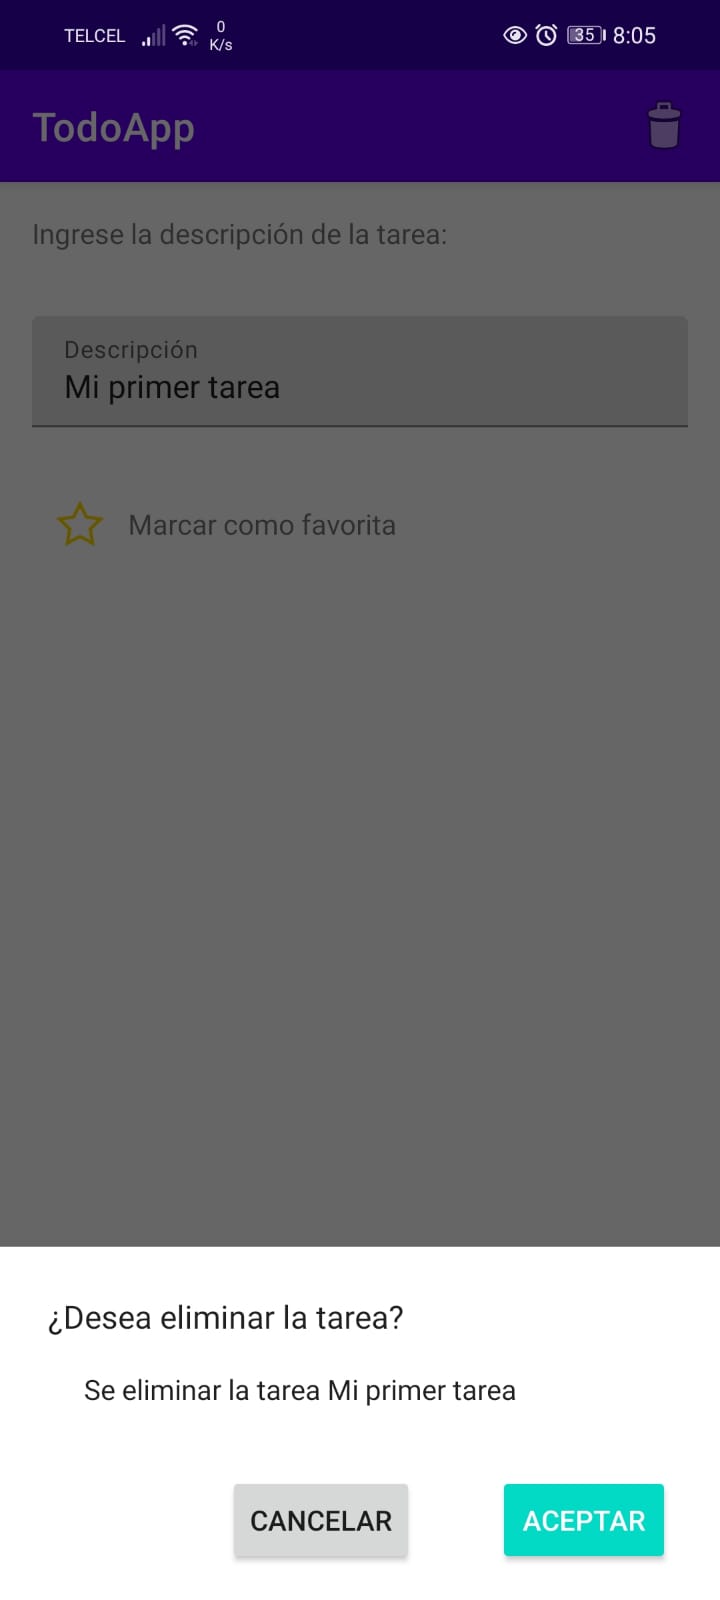 TELCEL 0 K/s 35 8:05
TodoApp
Ingrese la descripción de la tarea:
Descripción
Mi primer tarea
Marcar como favorita
¿Desea eliminar la tarea?
Se eliminar la tarea Mi primer tarea
CANCELAR ACEPTAR